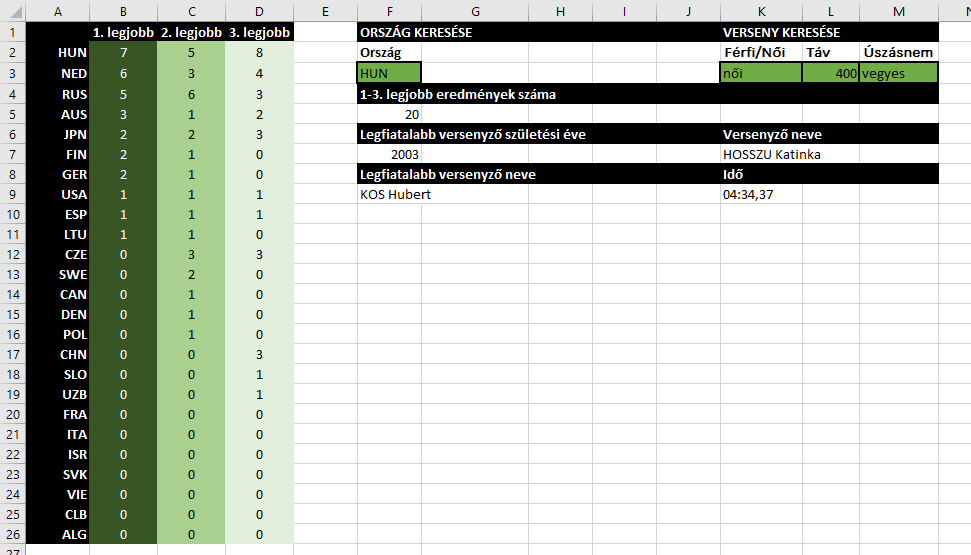 A B C D E F G H I J K L M
1 1. legjobb 2. legjobb 3. legjobb ORSZÁG KERESÉSE VERSENY KERESÉSE
2 HUN 7 5 8 Ország Férfi/Női Táv Úszásnem
3 NED 6 3 4 HUN női 400 vegyes
4 RUS 5 6 3 1-3. legjobb eredmények száma
5 AUS 3 1 2 20
6 JPN 2 2 3 Legfiatalabb versenyző születési éve Versenyző neve
7 FIN 2 1 0 2003 HOSSZU Katinka
8 GER 2 1 0 Legfiatalabb versenyző neve Idő
9 USA 1 1 1 KOS Hubert 04:34,37
10 ESP 1 1 1
11 LTU 1 1 0
12 CZE 0 3 3
13 SWE 0 2 0
14 CAN 0 1 0
15 DEN 0 1 0
16 POL 0 1 0
17 CHN 0 0 3
18 SLO 0 0 1
19 UZB 0 0 1
20 FRA 0 0 0
21 ITA 0 0 0
22 ISR 0 0 0
23 SVK 0 0 0
24 VIE 0 0 0
25 CLB 0 0 0
26 ALG 0 0 0